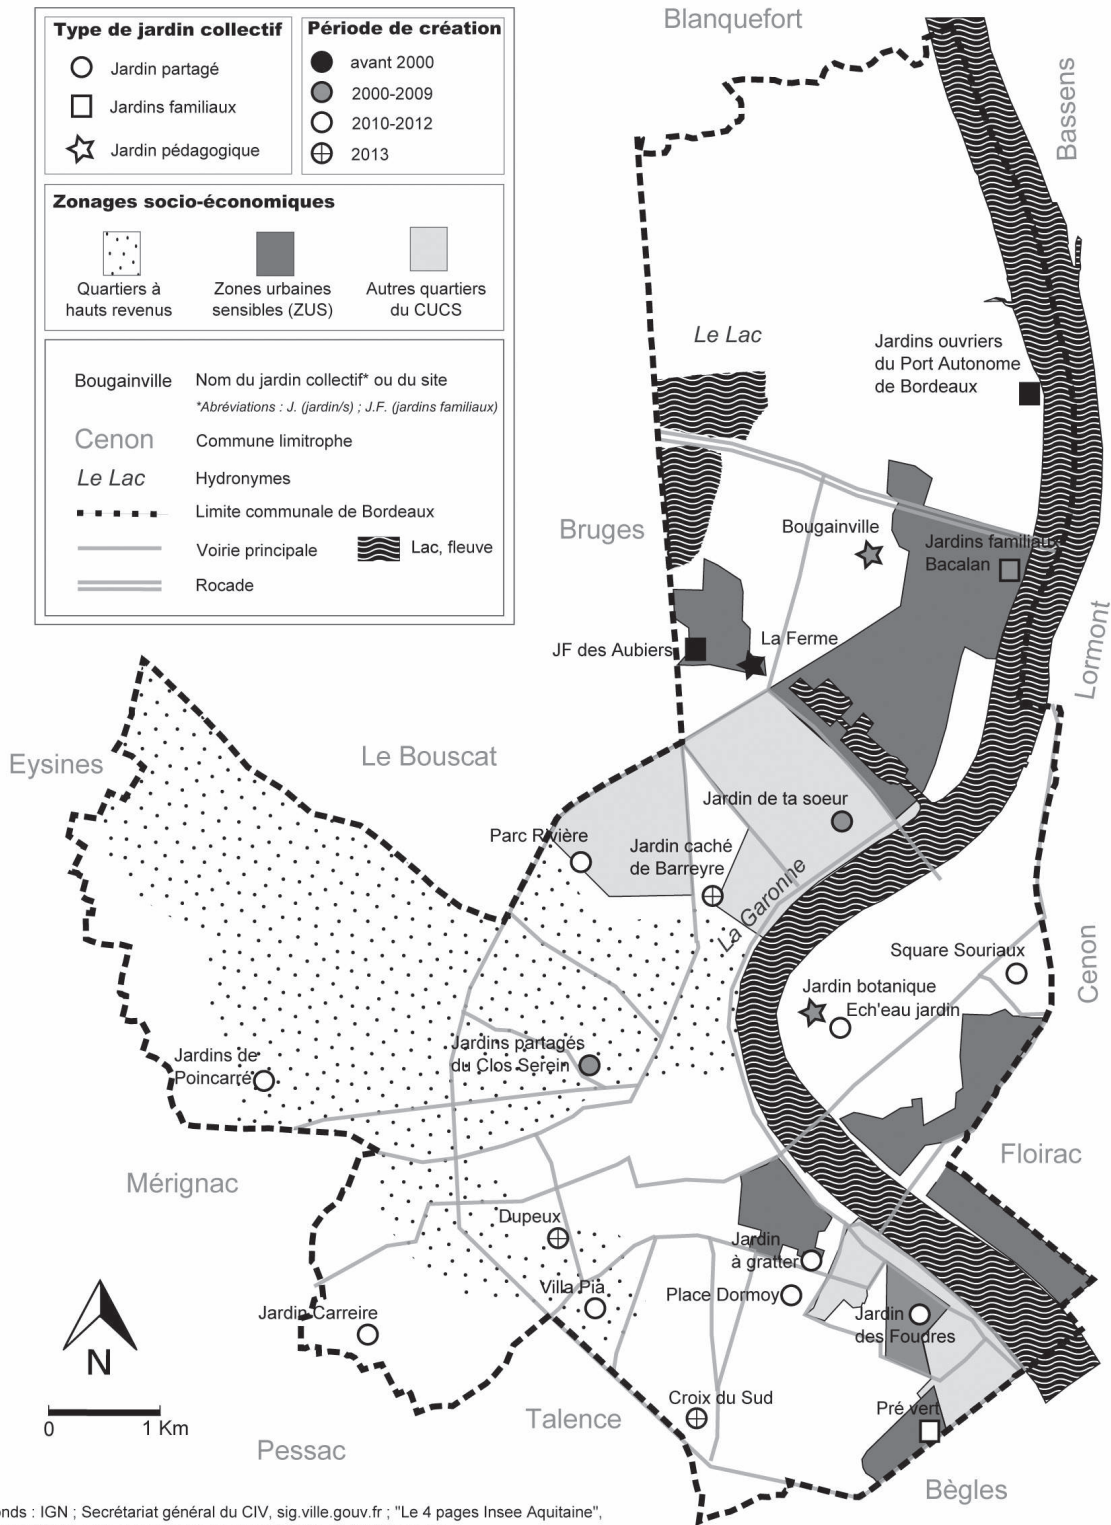 Type de jardin collectif
Jardin partagé
Jardins familiaux
Jardin pédagogique
Période de création
avant 2000
2000-2009
2010-2012
2013
Zonages socio-économiques
Quartiers à
hauts revenus
Zones urbaines
sensibles (ZUS)
Autres quartiers
du CUCS
Bougainville
Nom du jardin collectif* ou du site
*Abréviations : J. (jardin/s) ; J.F. (jardins familiaux)
Cenon
Commune limitrophe
Le Lac
Hydronymes
Limite communale de Bordeaux
Voirie principale
Lac, fleuve
Rocade
Blanquefort
Bassens
Le Lac
Jardins ouvriers
du Port Autonome
de Bordeaux
Bruges
Bougainville
Jardins familiaux
Bacalan
JF des Aubiers
La Ferme
Lormont
Eysines
Le Bouscat
Jardin de ta soeur
Parc Rivière
Jardin caché
de Barreyre
La Garonne
Square Souriaux
Cenon
Jardin botanique
Ech'eau jardin
Jardins de
Poincarré
Jardins partagés
du Clos Serein
Floirac
Mérignac
Dupeux
Jardin
à gratter
Villa Pia
Place Dormoy
Jardin
des Foudres
Jardin Carreire
N
0 1 Km
Croix du Sud
Pré vert
Talence
Pessac
Bègles
onds : IGN ; Secrétariat général du CIV, sig.ville.gouv.fr ; "Le 4 pages Insee Aquitaine",